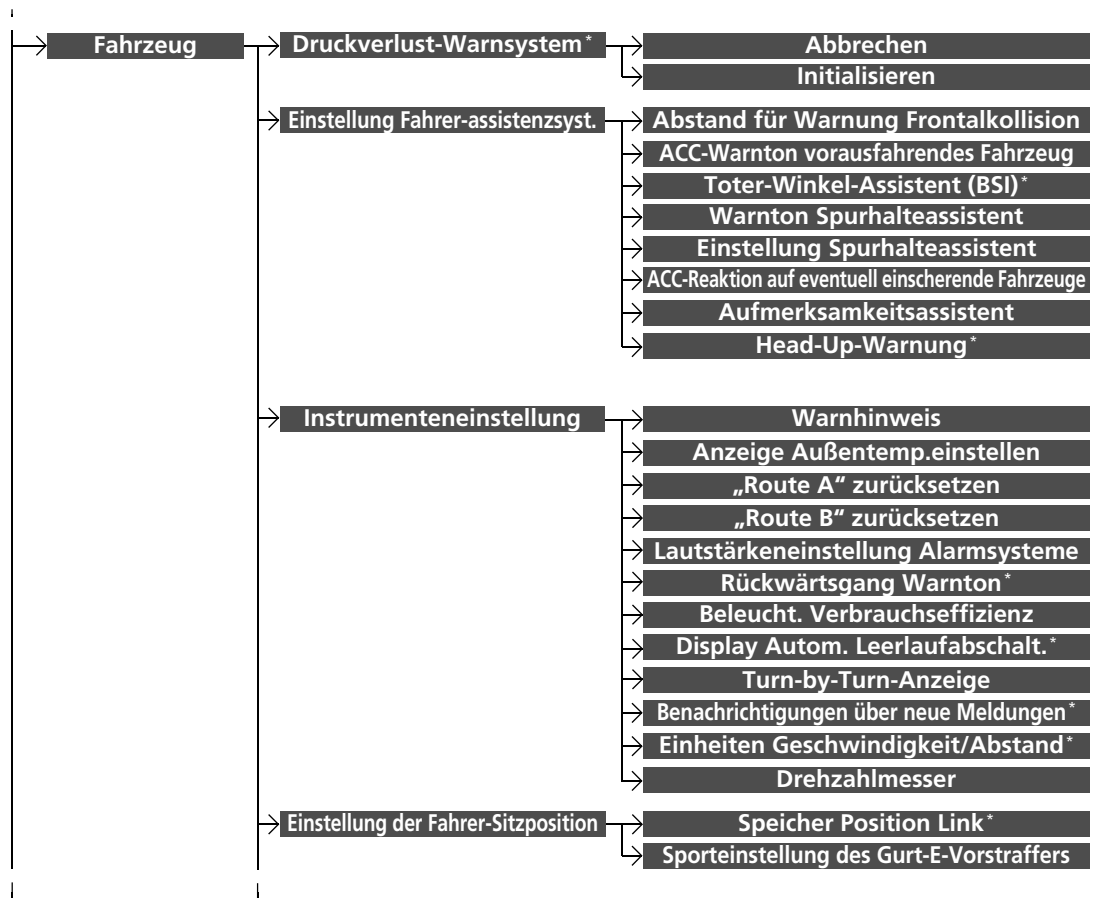 Fahrzeug
Druckverlust-Warnsystem*
Abbrechen
Initialisieren
Einstellung Fahrer-assistenzsyst.
Abstand für Warnung Frontalkollision
ACC-Warnton vorausfahrendes Fahrzeug
Toter-Winkel-Assistent (BSI)*
Warnton Spurhalteassistent
Einstellung Spurhalteassistent
ACC-Reaktion auf eventuell einscherende Fahrzeuge
Aufmerksamkeitsassistent
Head-Up-Warnung*
Instrumenteneinstellung
Warnhinweis
Anzeige Außentemp.einstellen
„Route A“ zurücksetzen
„Route B“ zurücksetzen
Lautstärkeneinstellung Alarmsysteme
Rückwärtsgang Warnton*
Beleucht. Verbrauchseffizienz
Display Autom. Leerlaufabschalt.*
Turn-by-Turn-Anzeige
Benachrichtigungen über neue Meldungen*
Einheiten Geschwindigkeit/Abstand*
Drehzahlmesser
Einstellung der Fahrer-Sitzposition
Speicher Position Link*
Sporteinstellung des Gurt-E-Vorstraffers